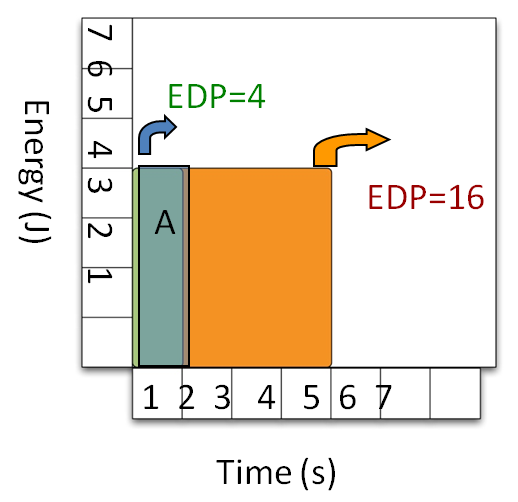 7 6 5 4 3 2 1
Energy (J)
EDP=4
EDP=16
A
1 2 3 4 5 6 7
Time (s)